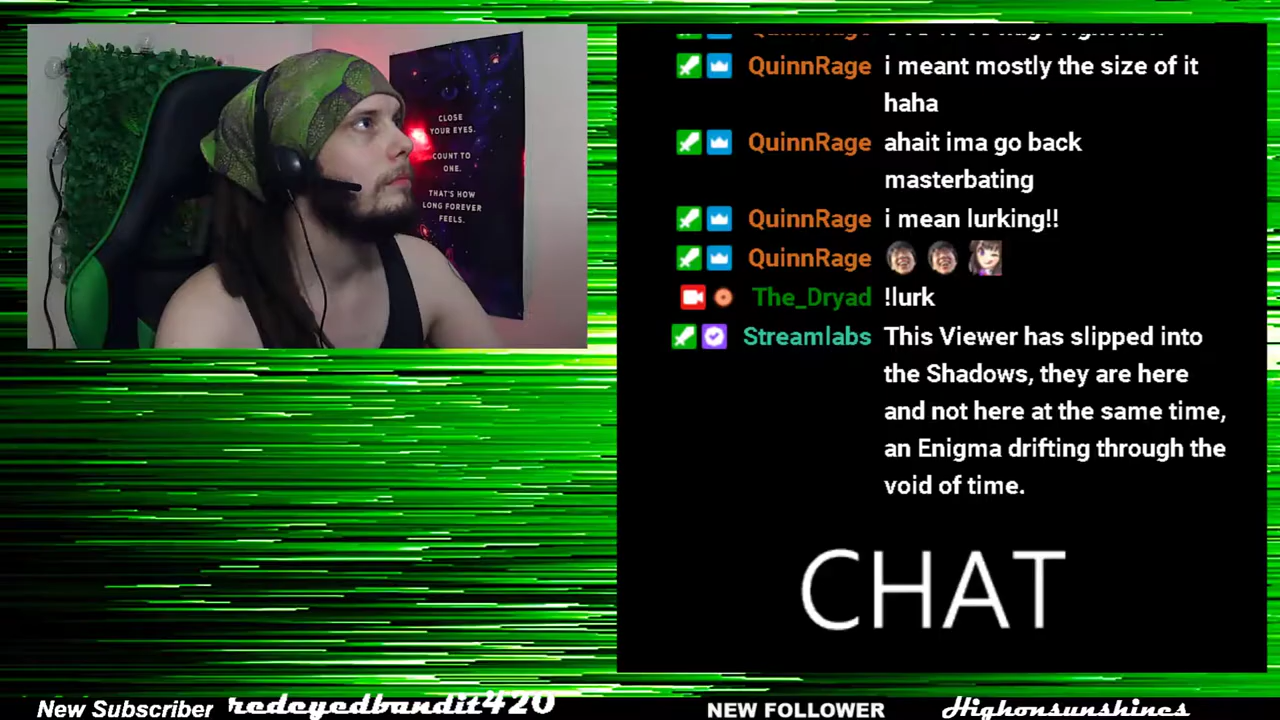 CLOSE
YOUR EYES.
COUNT TO
ONE.
THAT'S HOW
LONG FOREVER
FEELS.
QuinnRage i meant mostly the size of it
haha
QuinnRage ahait ima go back
masterbating
QuinnRage i mean lurking!!
QuinnRage
The_Dryad !lurk
Streamlabs This Viewer has slipped into
the Shadows, they are here
and not here at the same time,
an Enigma drifting through the
void of time.
CHAT
New Subscriber redeyedbandit420
NEW FOLLOWER Highonsunshines